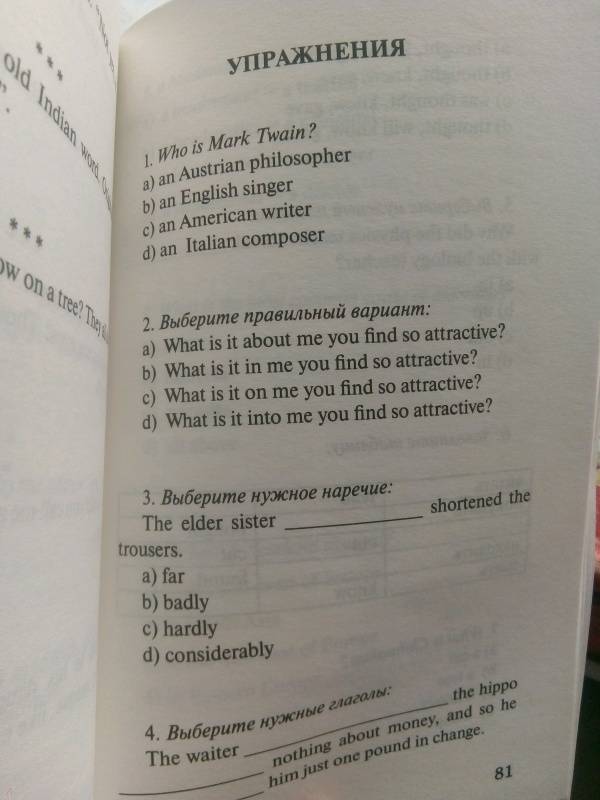 * * *
old Indian word.
”.
* * *
ow on a tree? They
УПРАЖНЕНИЯ
1. Who is Mark Twain?
a) an Austrian philosopher
b) an English singer
c) an American writer
d) an Italian composer
2. Выберите правильный вариант:
a) What is it about me you find so attractive?
b) What is it in me you find so attractive?
c) What is it on me you find so attractive?
d) What is it into me you find so attractive?
3. Выберите нужное наречие:
The elder sister ______________ shortened the
trousers.
a) far
b) badly
c) hardly
d) considerably
4. Выберите нужные глаголы:
The waiter ______________ the hippo
______________ nothing about money, and so he
______________ him just one pound in change.
81